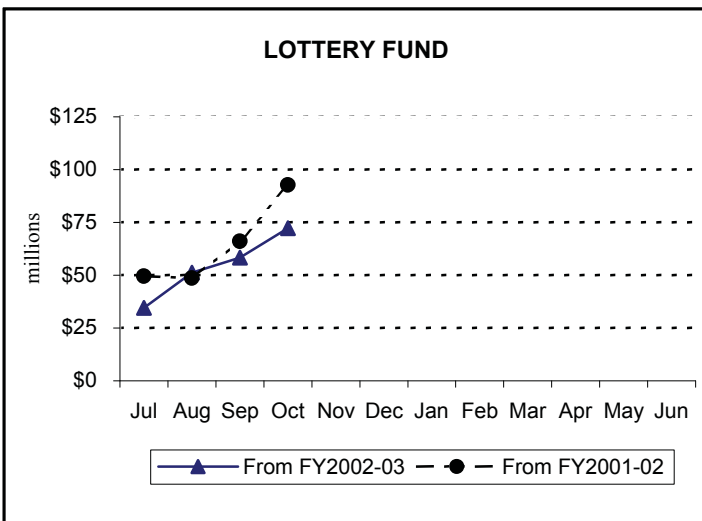 LOTTERY FUND
$125
$100
$75
$50
$25
$0
millions
Jul Aug Sep Oct Nov Dec Jan Feb Mar Apr May Jun
From FY2002-03 From FY2001-02